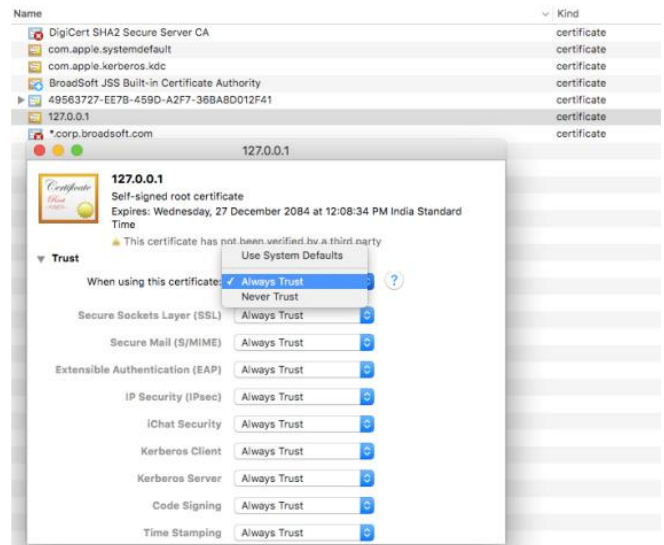 Name Kind
DigiCert SHA2 Secure Server CA certificate
com.apple.systemdefault certificate
com.apple.kerberos.kdc certificate
BroadSoft JSS Built-in Certificate Authority certificate
49563727-EE7B-459D-A2F7-36BA8D012F41 certificate
127.0.0.1 certificate
*.corp.broadsoft.com certificate
127.0.0.1
Certificate
Root
127.0.0.1
Self-signed root certificate
Expires: Wednesday, 27 December 2084 at 12:08:34 PM India Standard
Time
This certificate has not been verified by a third party
Trust
Use System Defaults
When using this certificate: ✓ Always Trust ?
Never Trust
Secure Sockets Layer (SSL) Always Trust
Secure Mail (S/MIME) Always Trust
Extensible Authentication (EAP) Always Trust
IP Security (IPsec) Always Trust
iChat Security Always Trust
Kerberos Client Always Trust
Kerberos Server Always Trust
Code Signing Always Trust
Time Stamping Always Trust